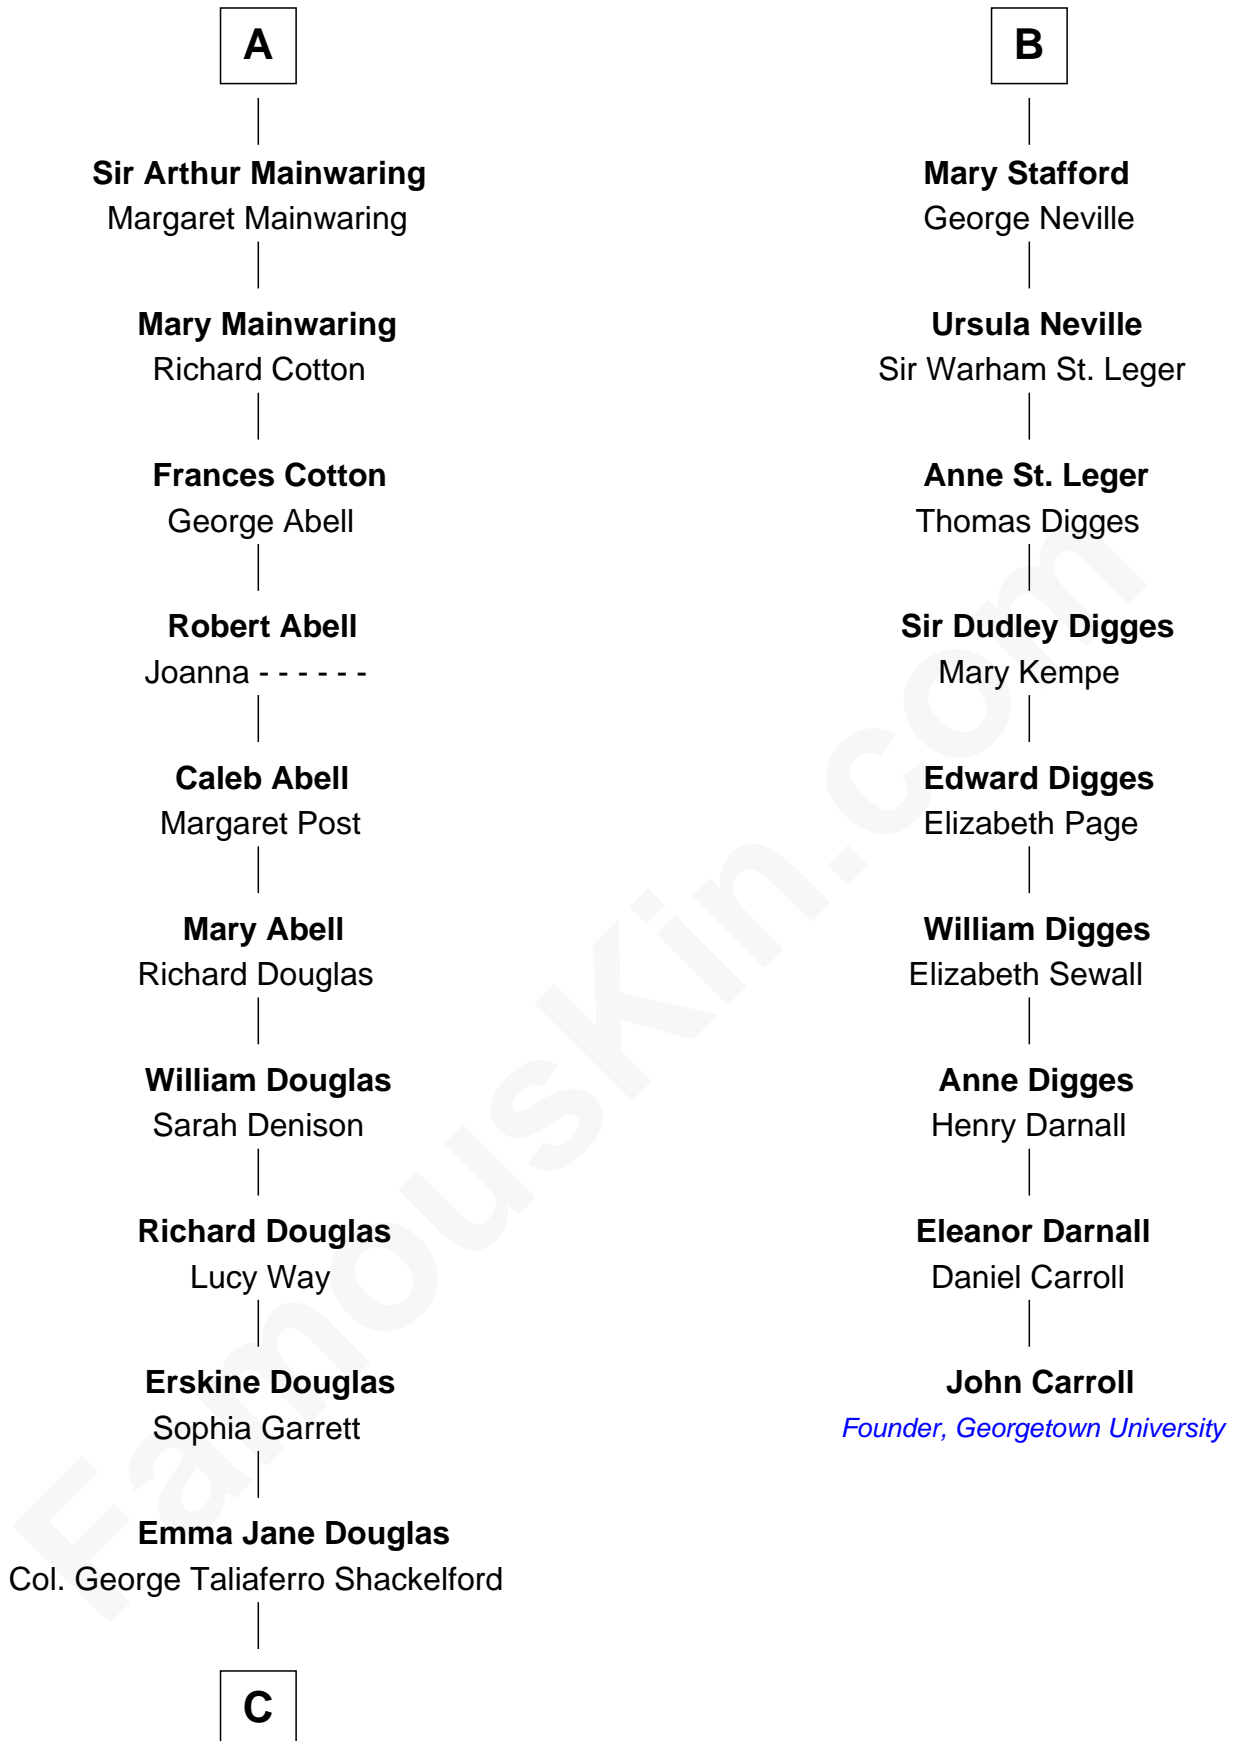 A
Sir Arthur Mainwaring
Margaret Mainwaring
Mary Mainwaring
Richard Cotton
Frances Cotton
George Abell
Robert Abell
Joanna - - - - - -
Caleb Abell
Margaret Post
Mary Abell
Richard Douglas
William Douglas
Sarah Denison
Richard Douglas
Lucy Way
Erskine Douglas
Sophia Garrett
Emma Jane Douglas
Col. George Taliaferro Shackelford
C
B
Mary Stafford
George Neville
Ursula Neville
Sir Warham St. Leger
Anne St. Leger
Thomas Digges
Sir Dudley Digges
Mary Kempe
Edward Digges
Elizabeth Page
William Digges
Elizabeth Sewall
Anne Digges
Henry Darnall
Eleanor Darnall
Daniel Carroll
John Carroll
Founder, Georgetown University
FamousKin.com